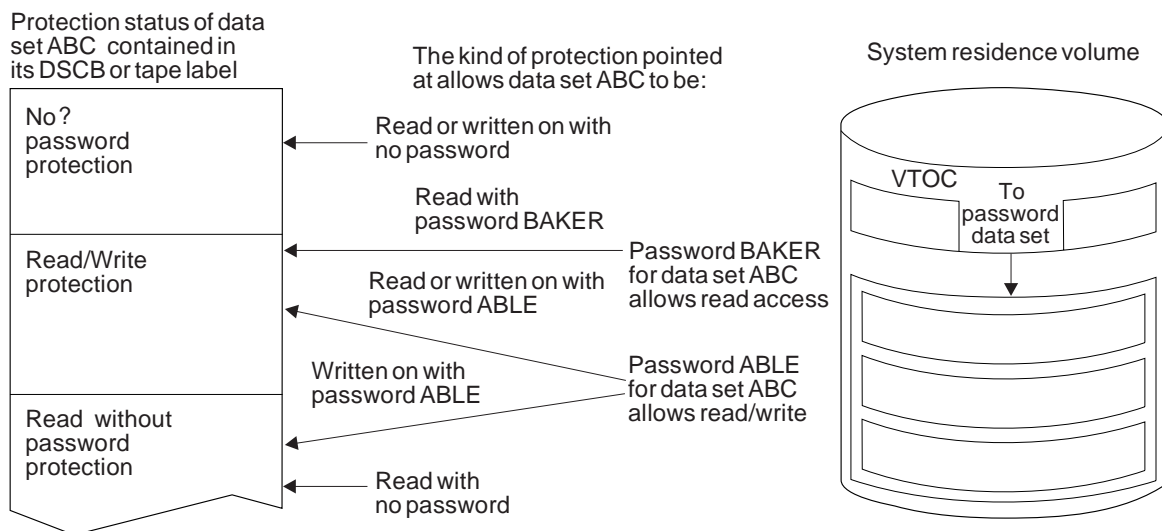 Protection status of data
set ABC contained in
its DSCB or tape label
The kind of protection pointed
at allows data set ABC to be:
System residence volume
No?
password
protection
Read or written on with
no password
Read with
password BAKER
Read/Write
protection
Password BAKER
for data set ABC
allows read access
Read or written on with
password ABLE
Written on with
password ABLE
Password ABLE
for data set ABC
allows read/write
Read without
password
protection
Read with
no password
VTOC
To
password
data set